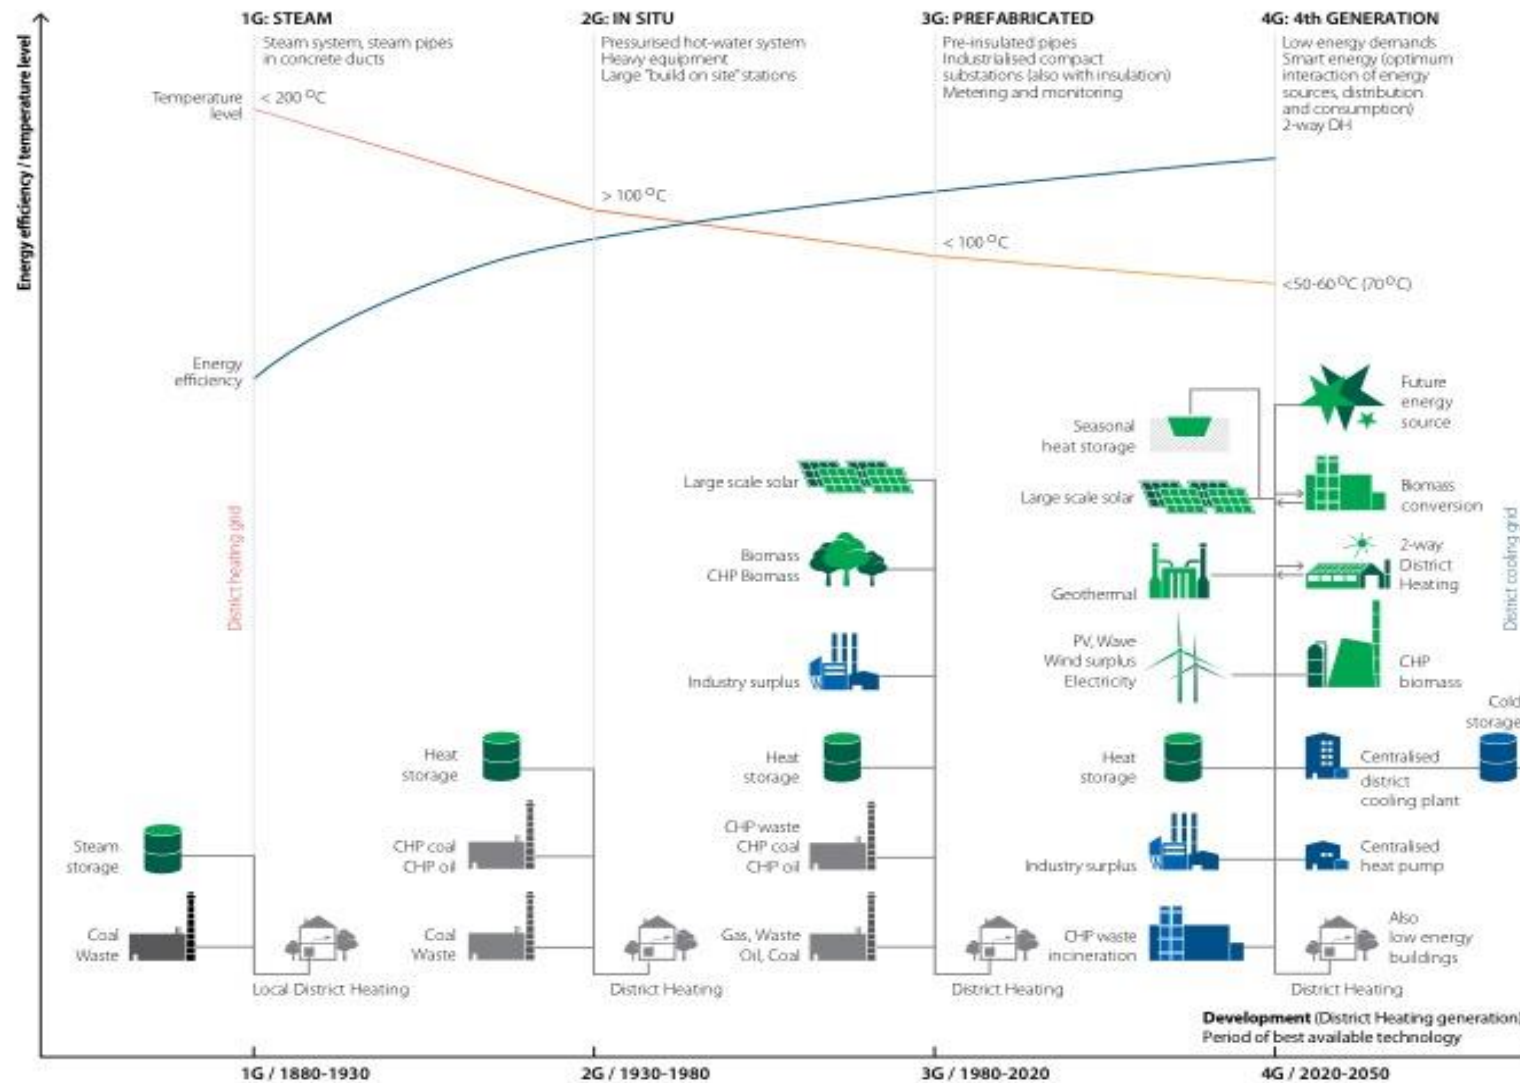 1G: STEAM
Steam system, steam pipes
in concrete ducts
2G: IN SITU
Pressurised hot-water system
Heavy equipment
Large "build on site" stations
3G: PREFABRICATED
Pre-insulated pipes
Industrialised compact
substations (also with insulation)
Metering and monitoring
4G: 4th GENERATION
Low energy demands
Smart energy (optimum
interaction of energy
sources, distribution
and consumption)
2-way DH
Energy efficiency / temperature level
Temperature
level
< 200 °C
> 100 °C
< 100 °C
<50-60 °C (70°C)
Energy
efficiency
District heating grid
Steam
storage
Coal
Waste
Local District Heating
Heat
storage
CHP coal
CHP oil
Coal
Waste
District Heating
Large scale solar
Biomass
CHP Biomass
Industry surplus
Heat
storage
CHP waste
CHP coal
CHP oil
Gas, Waste
Oil, Coal
District Heating
Seasonal
heat storage
Large scale solar
Geothermal
PV, Wave
Wind surplus
Electricity
Heat
storage
Industry surplus
CHP waste
incineration
Future
energy
source
Biomass
conversion
2-way
District
Heating
CHP
biomass
Centralised
district
cooling plant
Centralised
heat pump
Also
low energy
buildings
District Heating
District cooling grid
Cold
storage
Development (District Heating generation)
Period of best available technology
1G / 1880-1930
2G / 1930-1980
3G / 1980-2020
4G / 2020-2050